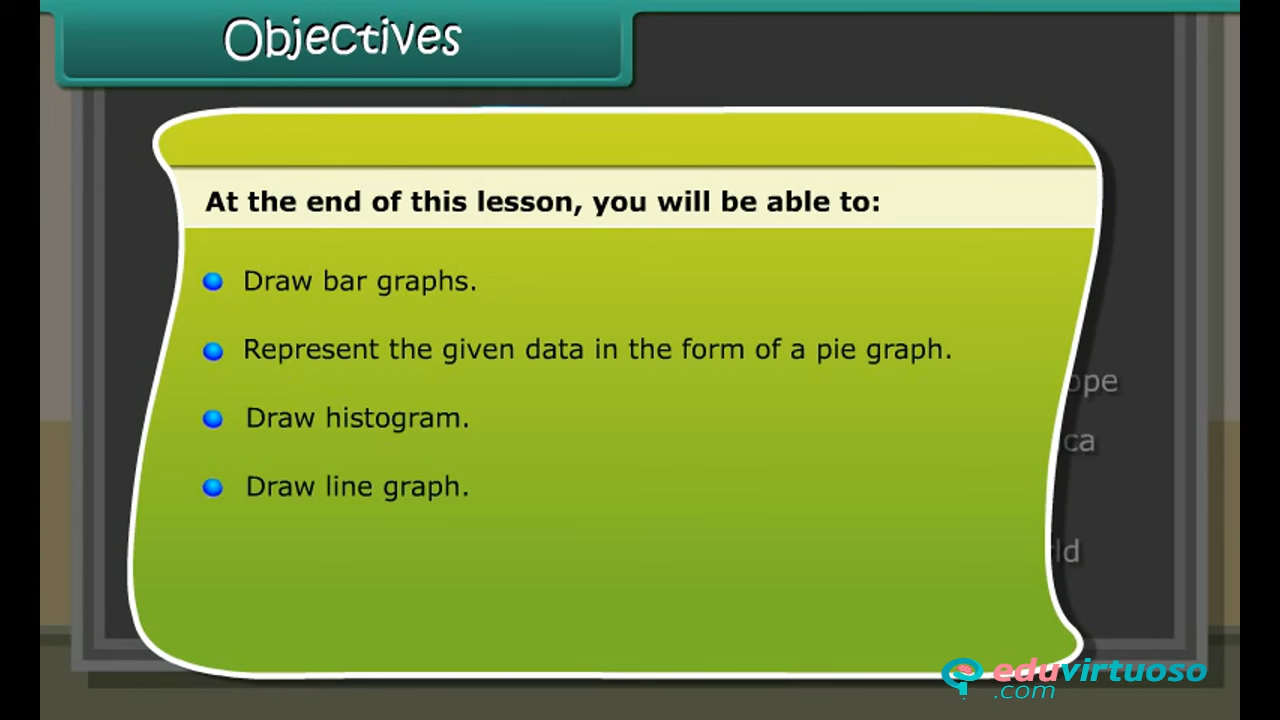 Objectives
At the end of this lesson, you will be able to:
Draw bar graphs.
Represent the given data in the form of a pie graph.
Draw histogram.
Draw line graph.
eduvirtuoso
.com